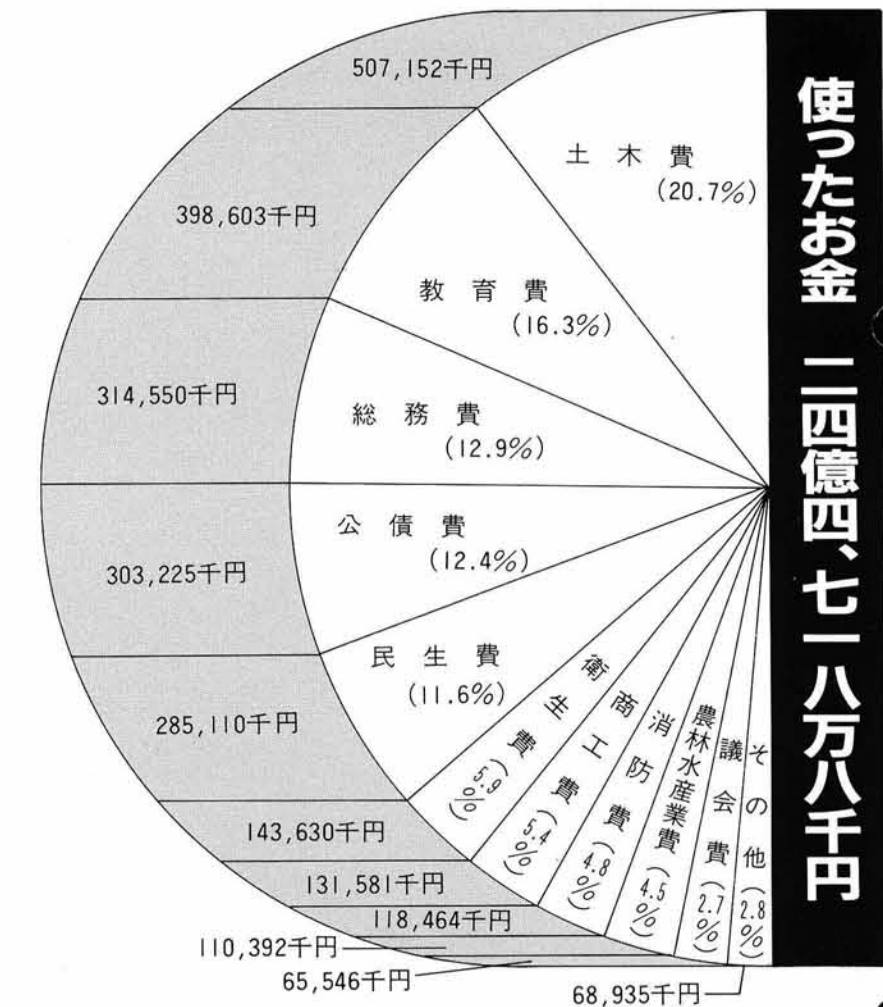 使ったお金 二四億四、七一八万八千円
507,152千円
土木費
(20.7%)
398,603千円
教育費
(16.3%)
314,550千円
総務費
(12.9%)
303,225千円
公債費
(12.4%)
285,110千円
民生費
(11.6%)
143,630千円
衛生費(5.9%)
131,581千円
商工費(5.4%)
118,464千円
消防費(4.8%)
110,392千円
農林水産業費(4.5%)
65,546千円
議会費(2.7%)
68,935千円
その他(2.8%)